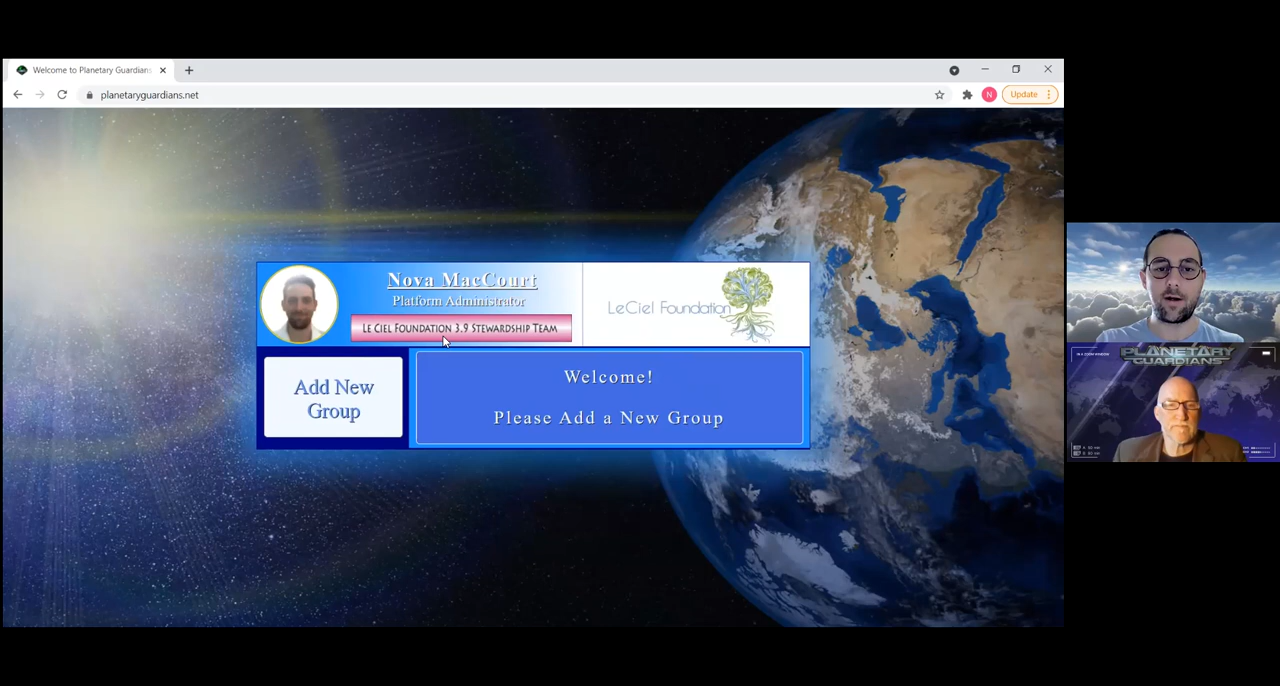 Welcome to Planetary Guardians
planetaryguardians.net
N
Update
Nova MacCourt
Platform Administrator
LE CIEL FOUNDATION 3.9 STEWARDSHIP TEAM
LeCiel Foundation
Add New
Group
Welcome!
Please Add a New Group
PLANETARY
GUARDIANS